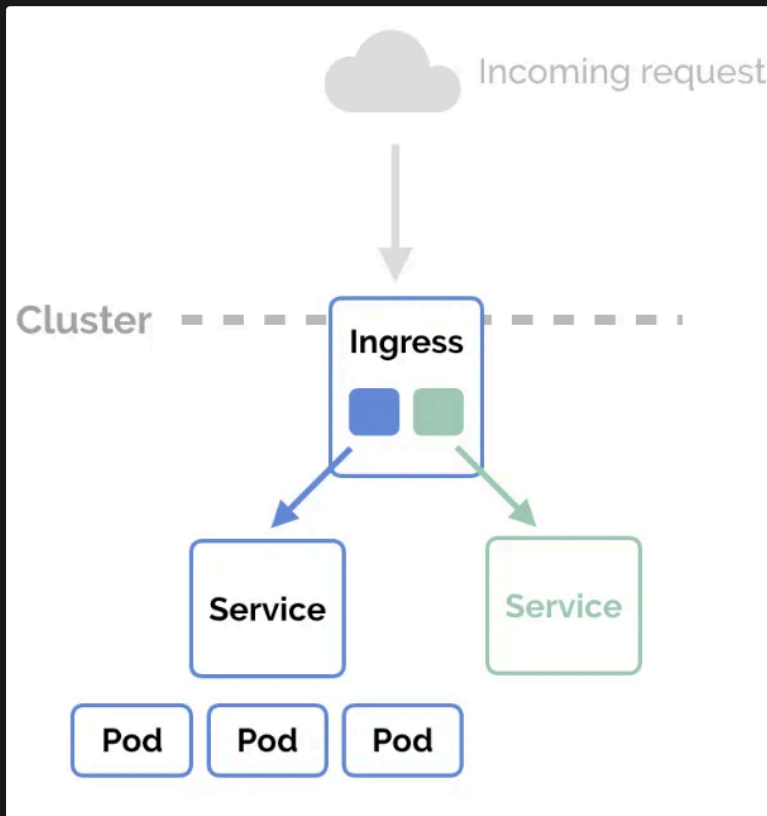 Incoming request
Cluster
Ingress
Service
Service
Pod
Pod
Pod